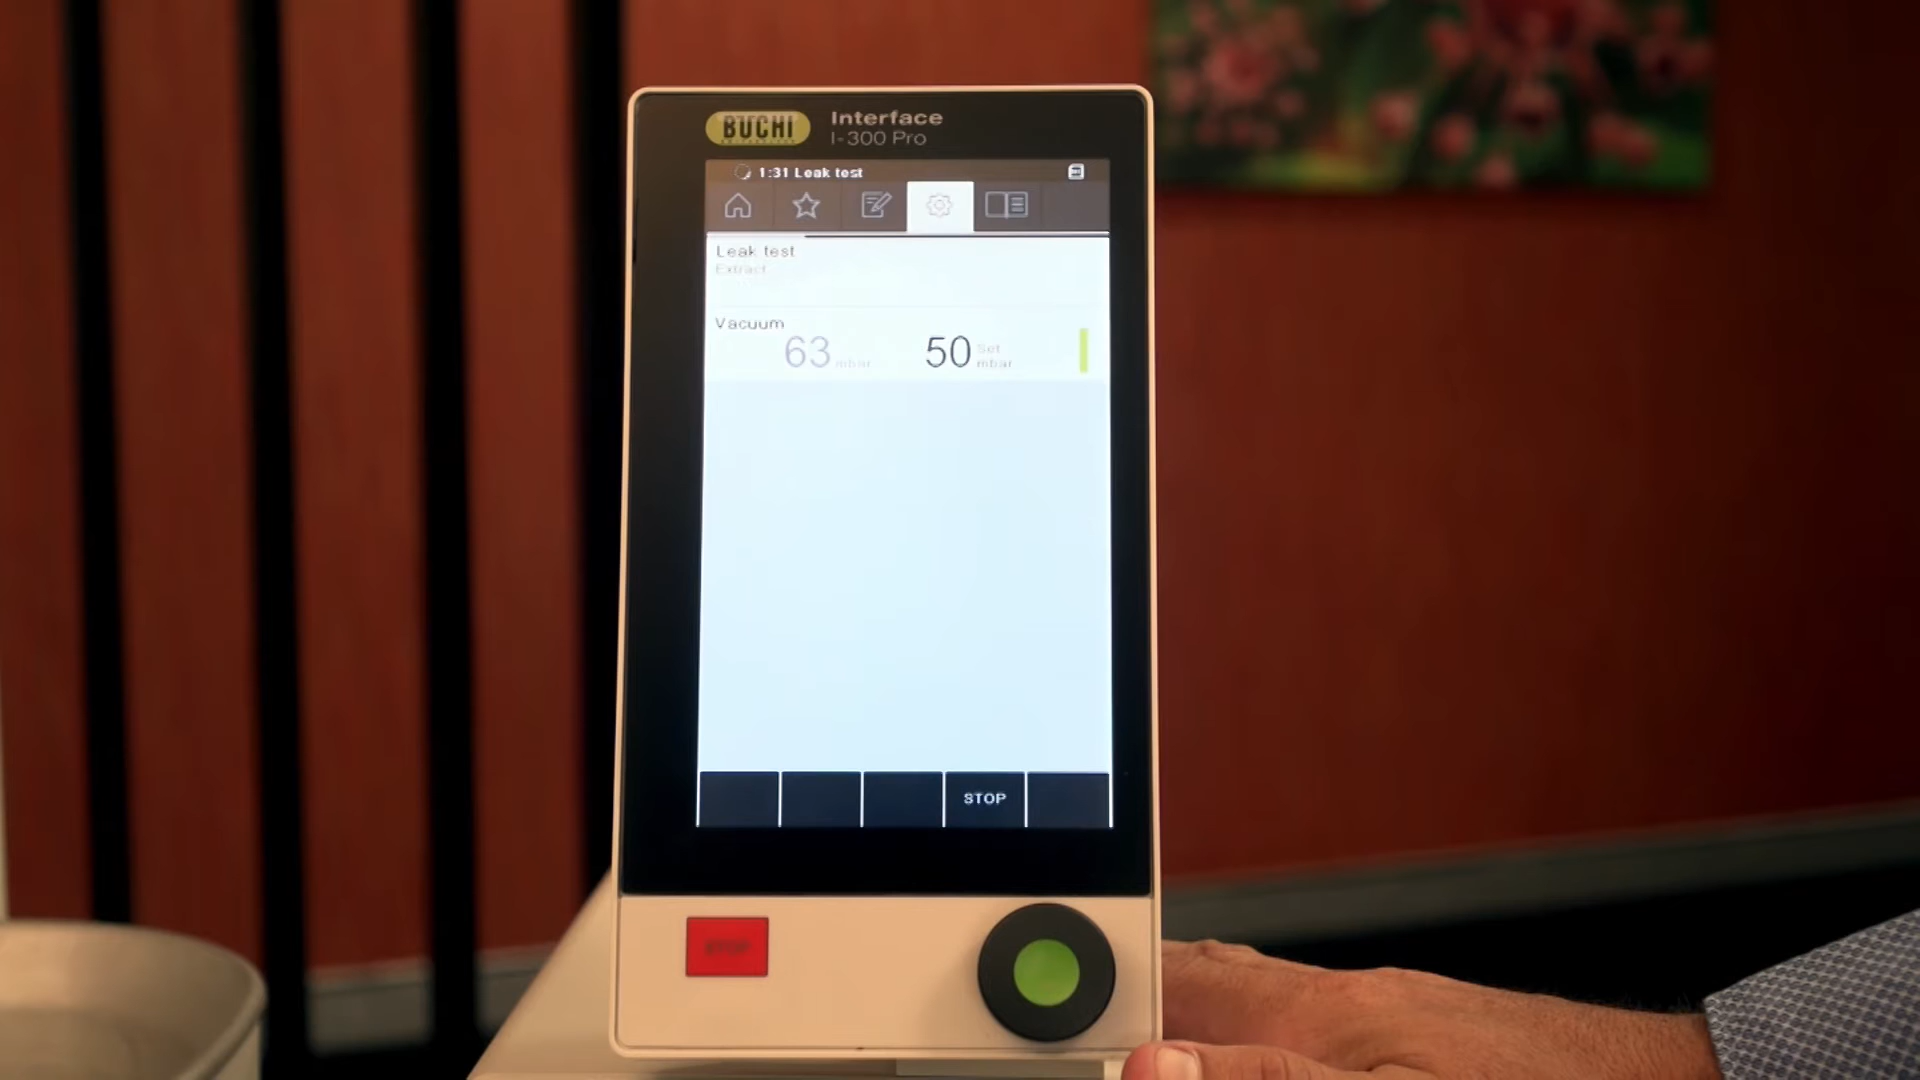 BUCHI
Interface
I-300 Pro
1:31 Leak test
Leak test
Extract
Vacuum
63 mbar 50 Set mbar
STOP
STOP